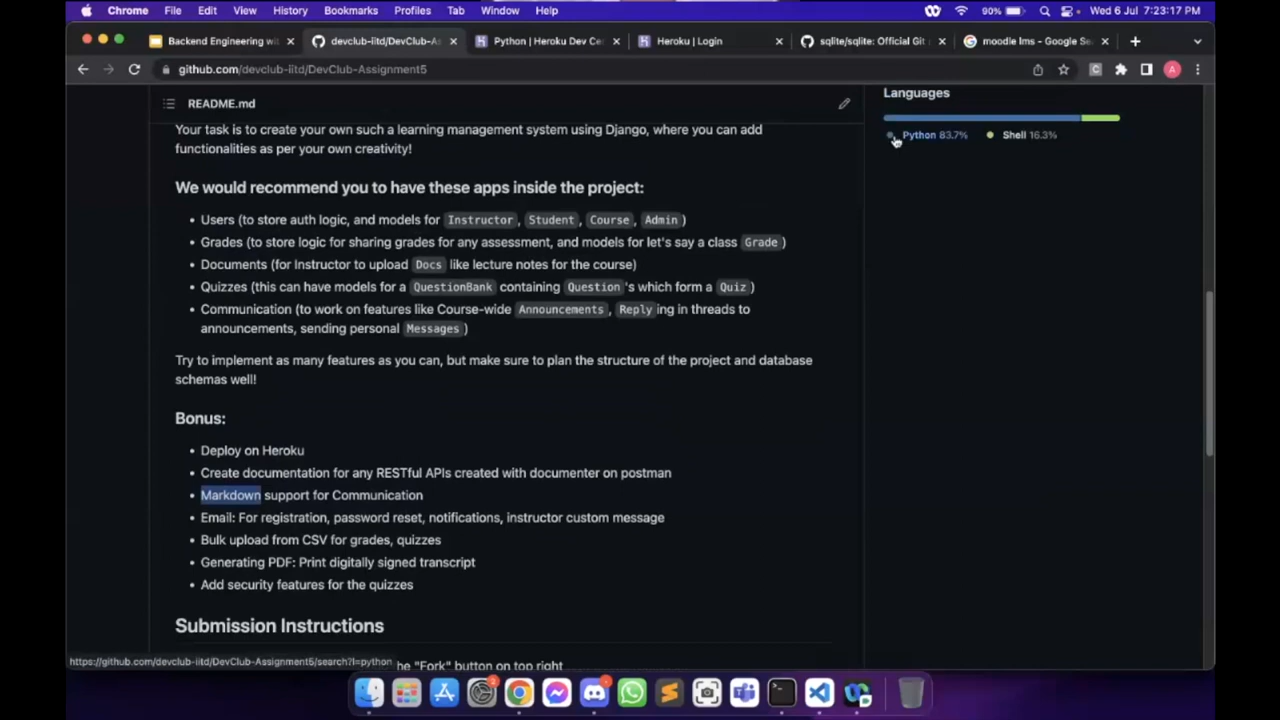 Chrome File Edit View History Bookmarks Profiles Tab Window Help 90% Wed 6 Jul 7:23:17 PM
Backend Engineering wi devclub-iitd/DevClub-As Python | Heroku Dev Ce Heroku | Login sqlite/sqlite: Official Git moodle lms - Google Se
github.com/devclub-iitd/DevClub-Assignment5 C A
README.md
Your task is to create your own such a learning management system using Django, where you can add
functionalities as per your own creativity!
We would recommend you to have these apps inside the project:
• Users (to store auth logic, and models for Instructor, Student, Course, Admin)
• Grades (to store logic for sharing grades for any assessment, and models for let's say a class Grade)
• Documents (for Instructor to upload Docs like lecture notes for the course)
• Quizzes (this can have models for a QuestionBank containing Question's which form a Quiz)
• Communication (to work on features like Course-wide Announcements, Replying in threads to
announcements, sending personal Messages)
Try to implement as many features as you can, but make sure to plan the structure of the project and database
schemas well!
Bonus:
• Deploy on Heroku
• Create documentation for any RESTful APIs created with documenter on postman
• Markdown support for Communication
• Email: For registration, password reset, notifications, instructor custom message
• Bulk upload from CSV for grades, quizzes
• Generating PDF: Print digitally signed transcript
• Add security features for the quizzes
Submission Instructions
he "Fork" button on top right
https://github.com/devclub-iitd/DevClub-Assignment5/search?l=python
Languages
Python 83.7% Shell 16.3%